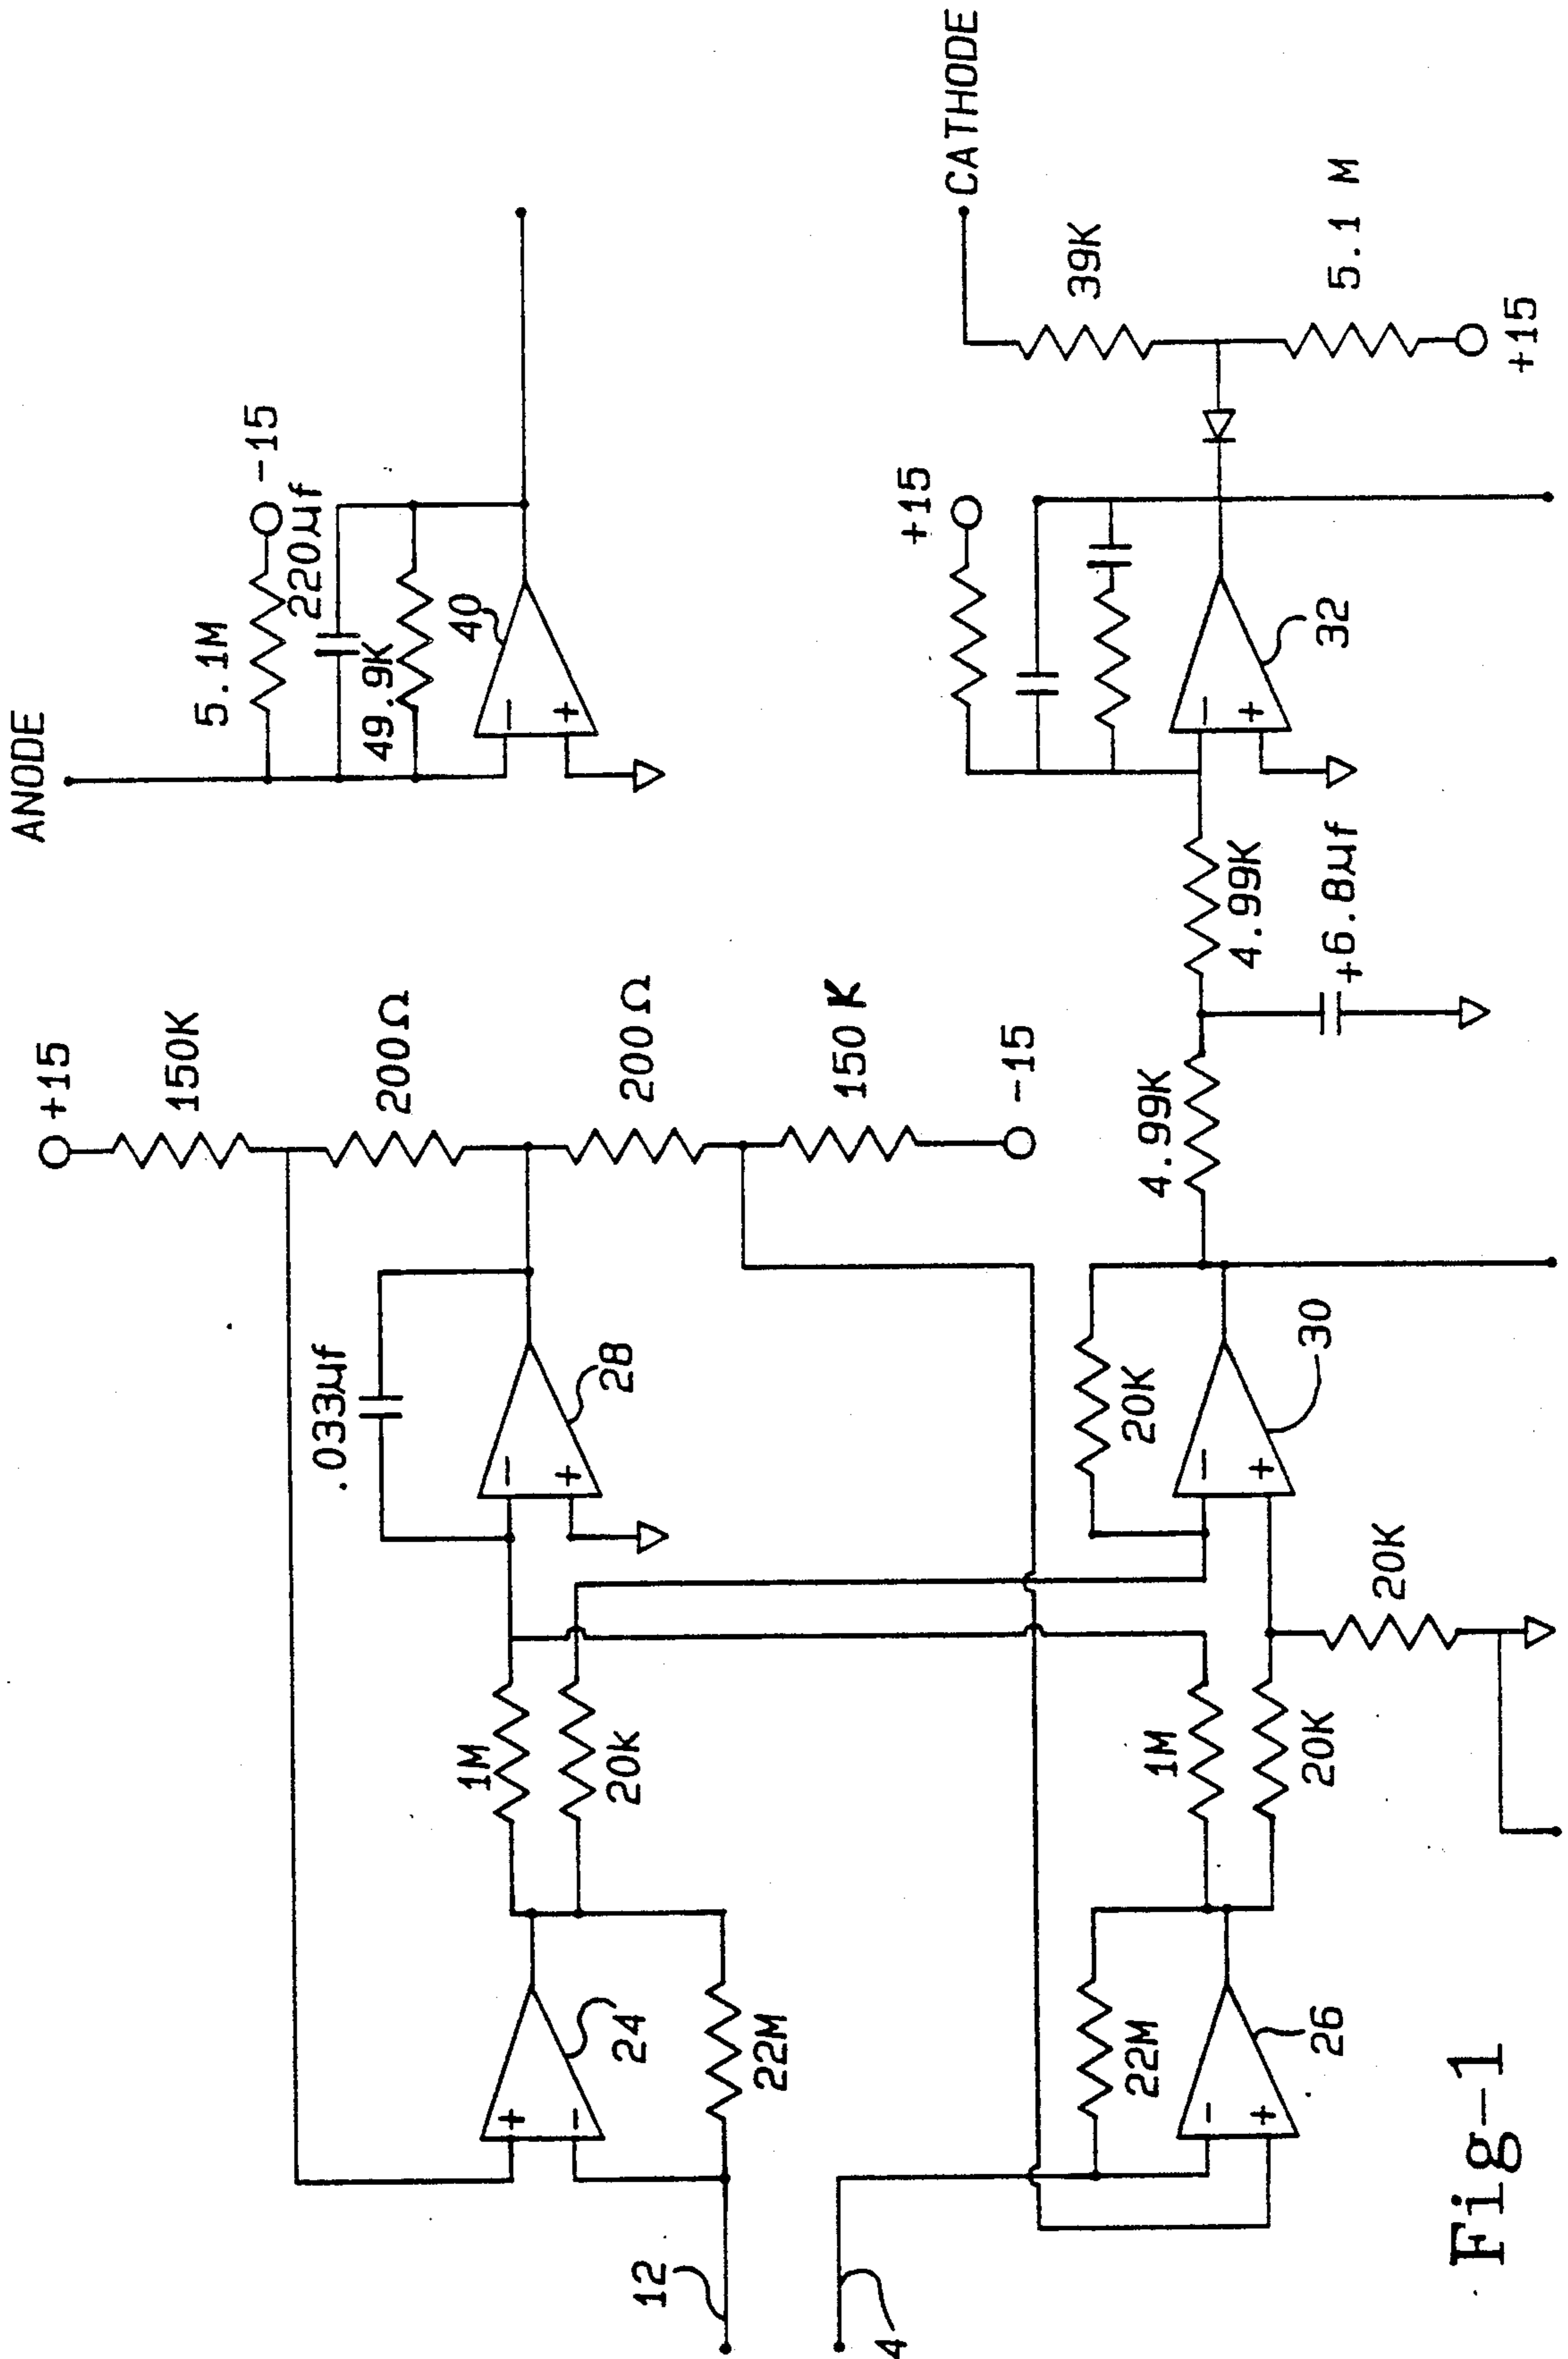 ANODE
5.1M
-15
220µf
49.9K
40
CATHODE
39K
5.1 M
+15
+15
32
4.99K
+6.8µf
4.99K
+15
150K
200Ω
200Ω
150K
-15
.033µf
28
20K
30
20K
1M
20K
1M
20K
24
22M
22M
26
12
4
Fig-1
+
-
-
+
-
+
-
+
-
+
-
+